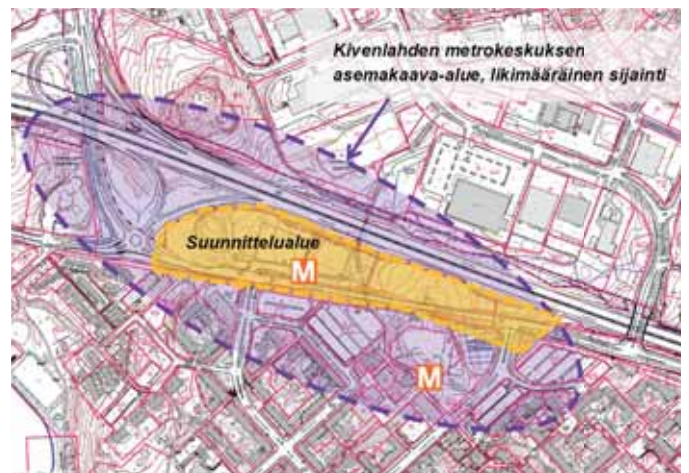 Kivenlahden metrokeskuksen
asemakaava-alue, likimääräinen sijainti
Suunnittelualue
M
M